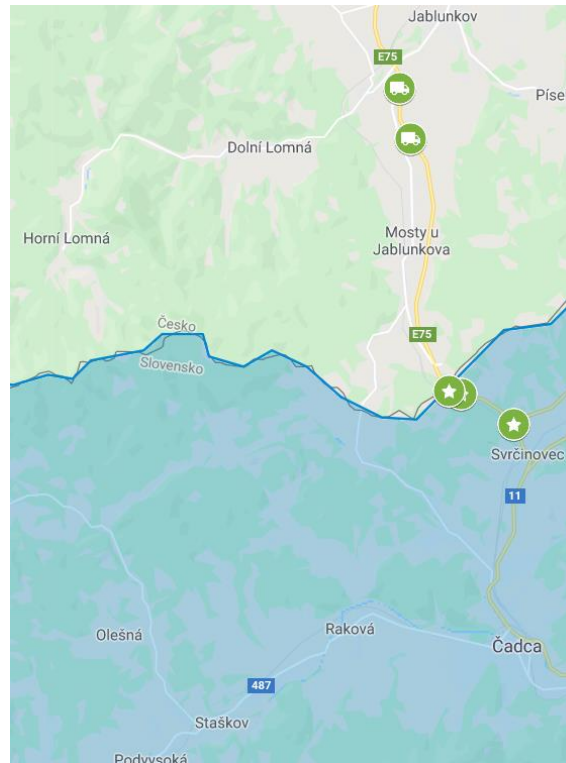 Jablunkov
E75
Píse
Dolní Lomná
Horní Lomná
Mosty u
Jablunkova
Česko
E75
Slovensko
Svrčinovec
11
Olešná
Raková
Čadca
487
Staškov
Podvysoká